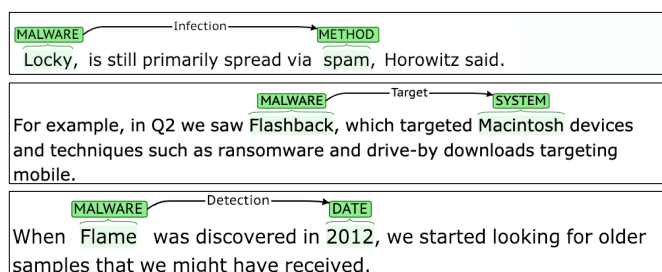 Infection
MALWARE METHOD
Locky, is still primarily spread via spam, Horowitz said.
MALWARE Target SYSTEM
For example, in Q2 we saw Flashback, which targeted Macintosh devices
and techniques such as ransomware and drive-by downloads targeting
mobile.
MALWARE Detection DATE
When Flame was discovered in 2012, we started looking for older
samples that we might have received.